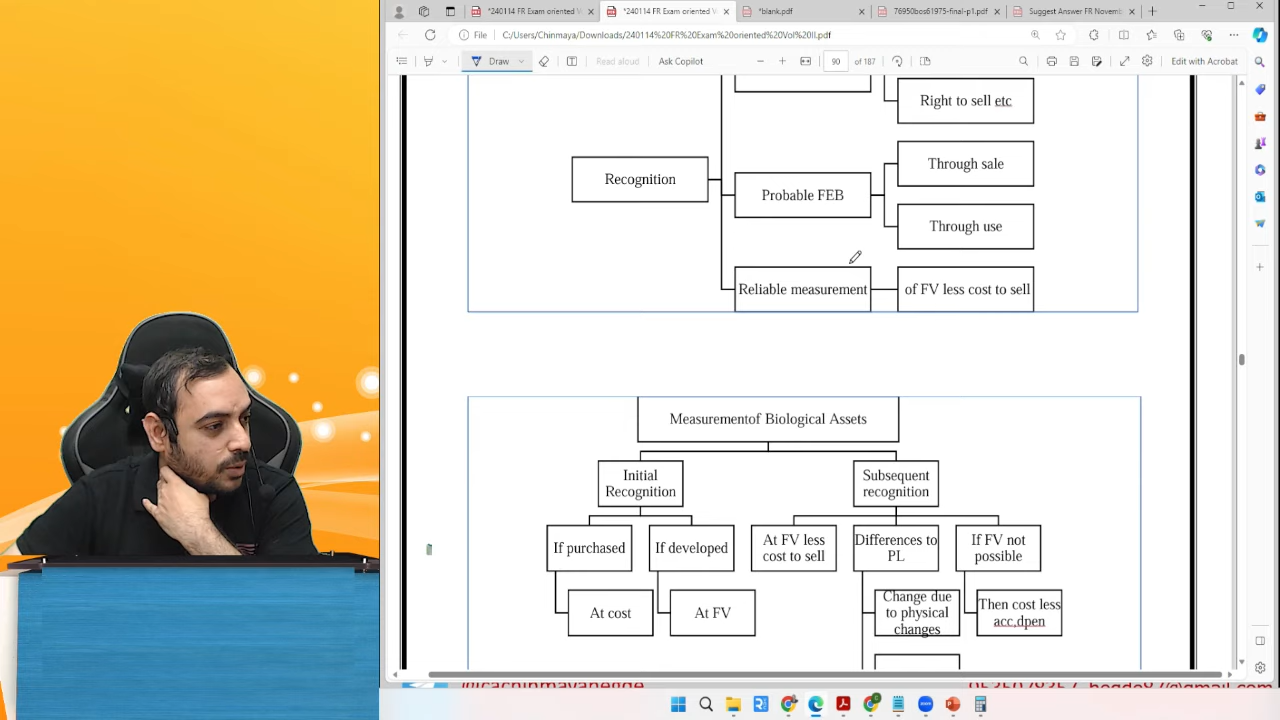 *240114 FR Exam oriented V
*240114 FR Exam oriented V
*blank.pdf
76950bos61975-final-p1.pdf
Suggest Answer FR Novemb
File
C:/Users/Chinmaya/Downloads/240114%20FR%20Exam%20oriented%20Vol%20II.pdf
Draw
Read aloud
Ask Copilot
90 of 187
Edit with Acrobat
Right to sell etc
Recognition
Probable FEB
Through sale
Through use
Reliable measurement
of FV less cost to sell
Measurementof Biological Assets
Initial
Recognition
Subsequent
recognition
If purchased
If developed
At FV less
cost to sell
Differences to
PL
If FV not
possible
At cost
At FV
Change due
to physical
changes
Then cost less
acc,dpen